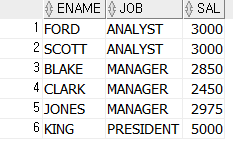 ENAME JOB SAL
1 FORD ANALYST 3000
2 SCOTT ANALYST 3000
3 BLAKE MANAGER 2850
4 CLARK MANAGER 2450
5 JONES MANAGER 2975
6 KING PRESIDENT 5000